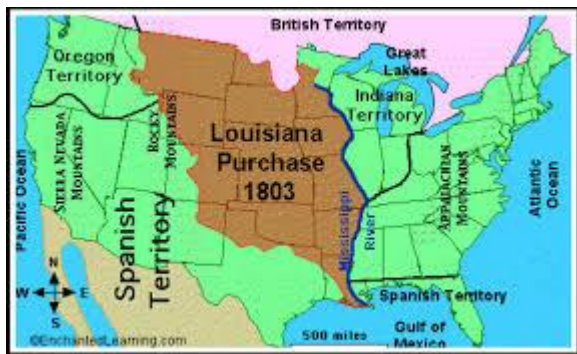 British Territory
Oregon
Territory
Great
Lakes
Indiana
Territory
Louisiana
Purchase
1803
ROCKY
MOUNTAINS
SIERRA NEVADA
MOUNTAINS
APPALACHIAN
MOUNTAINS
Pacific Ocean
Atlantic
Ocean
Mississippi
River
Spanish
Territory
Spanish Territory
N
W E
S
500 miles
Gulf of
Mexico
©EnchantedLearning.com